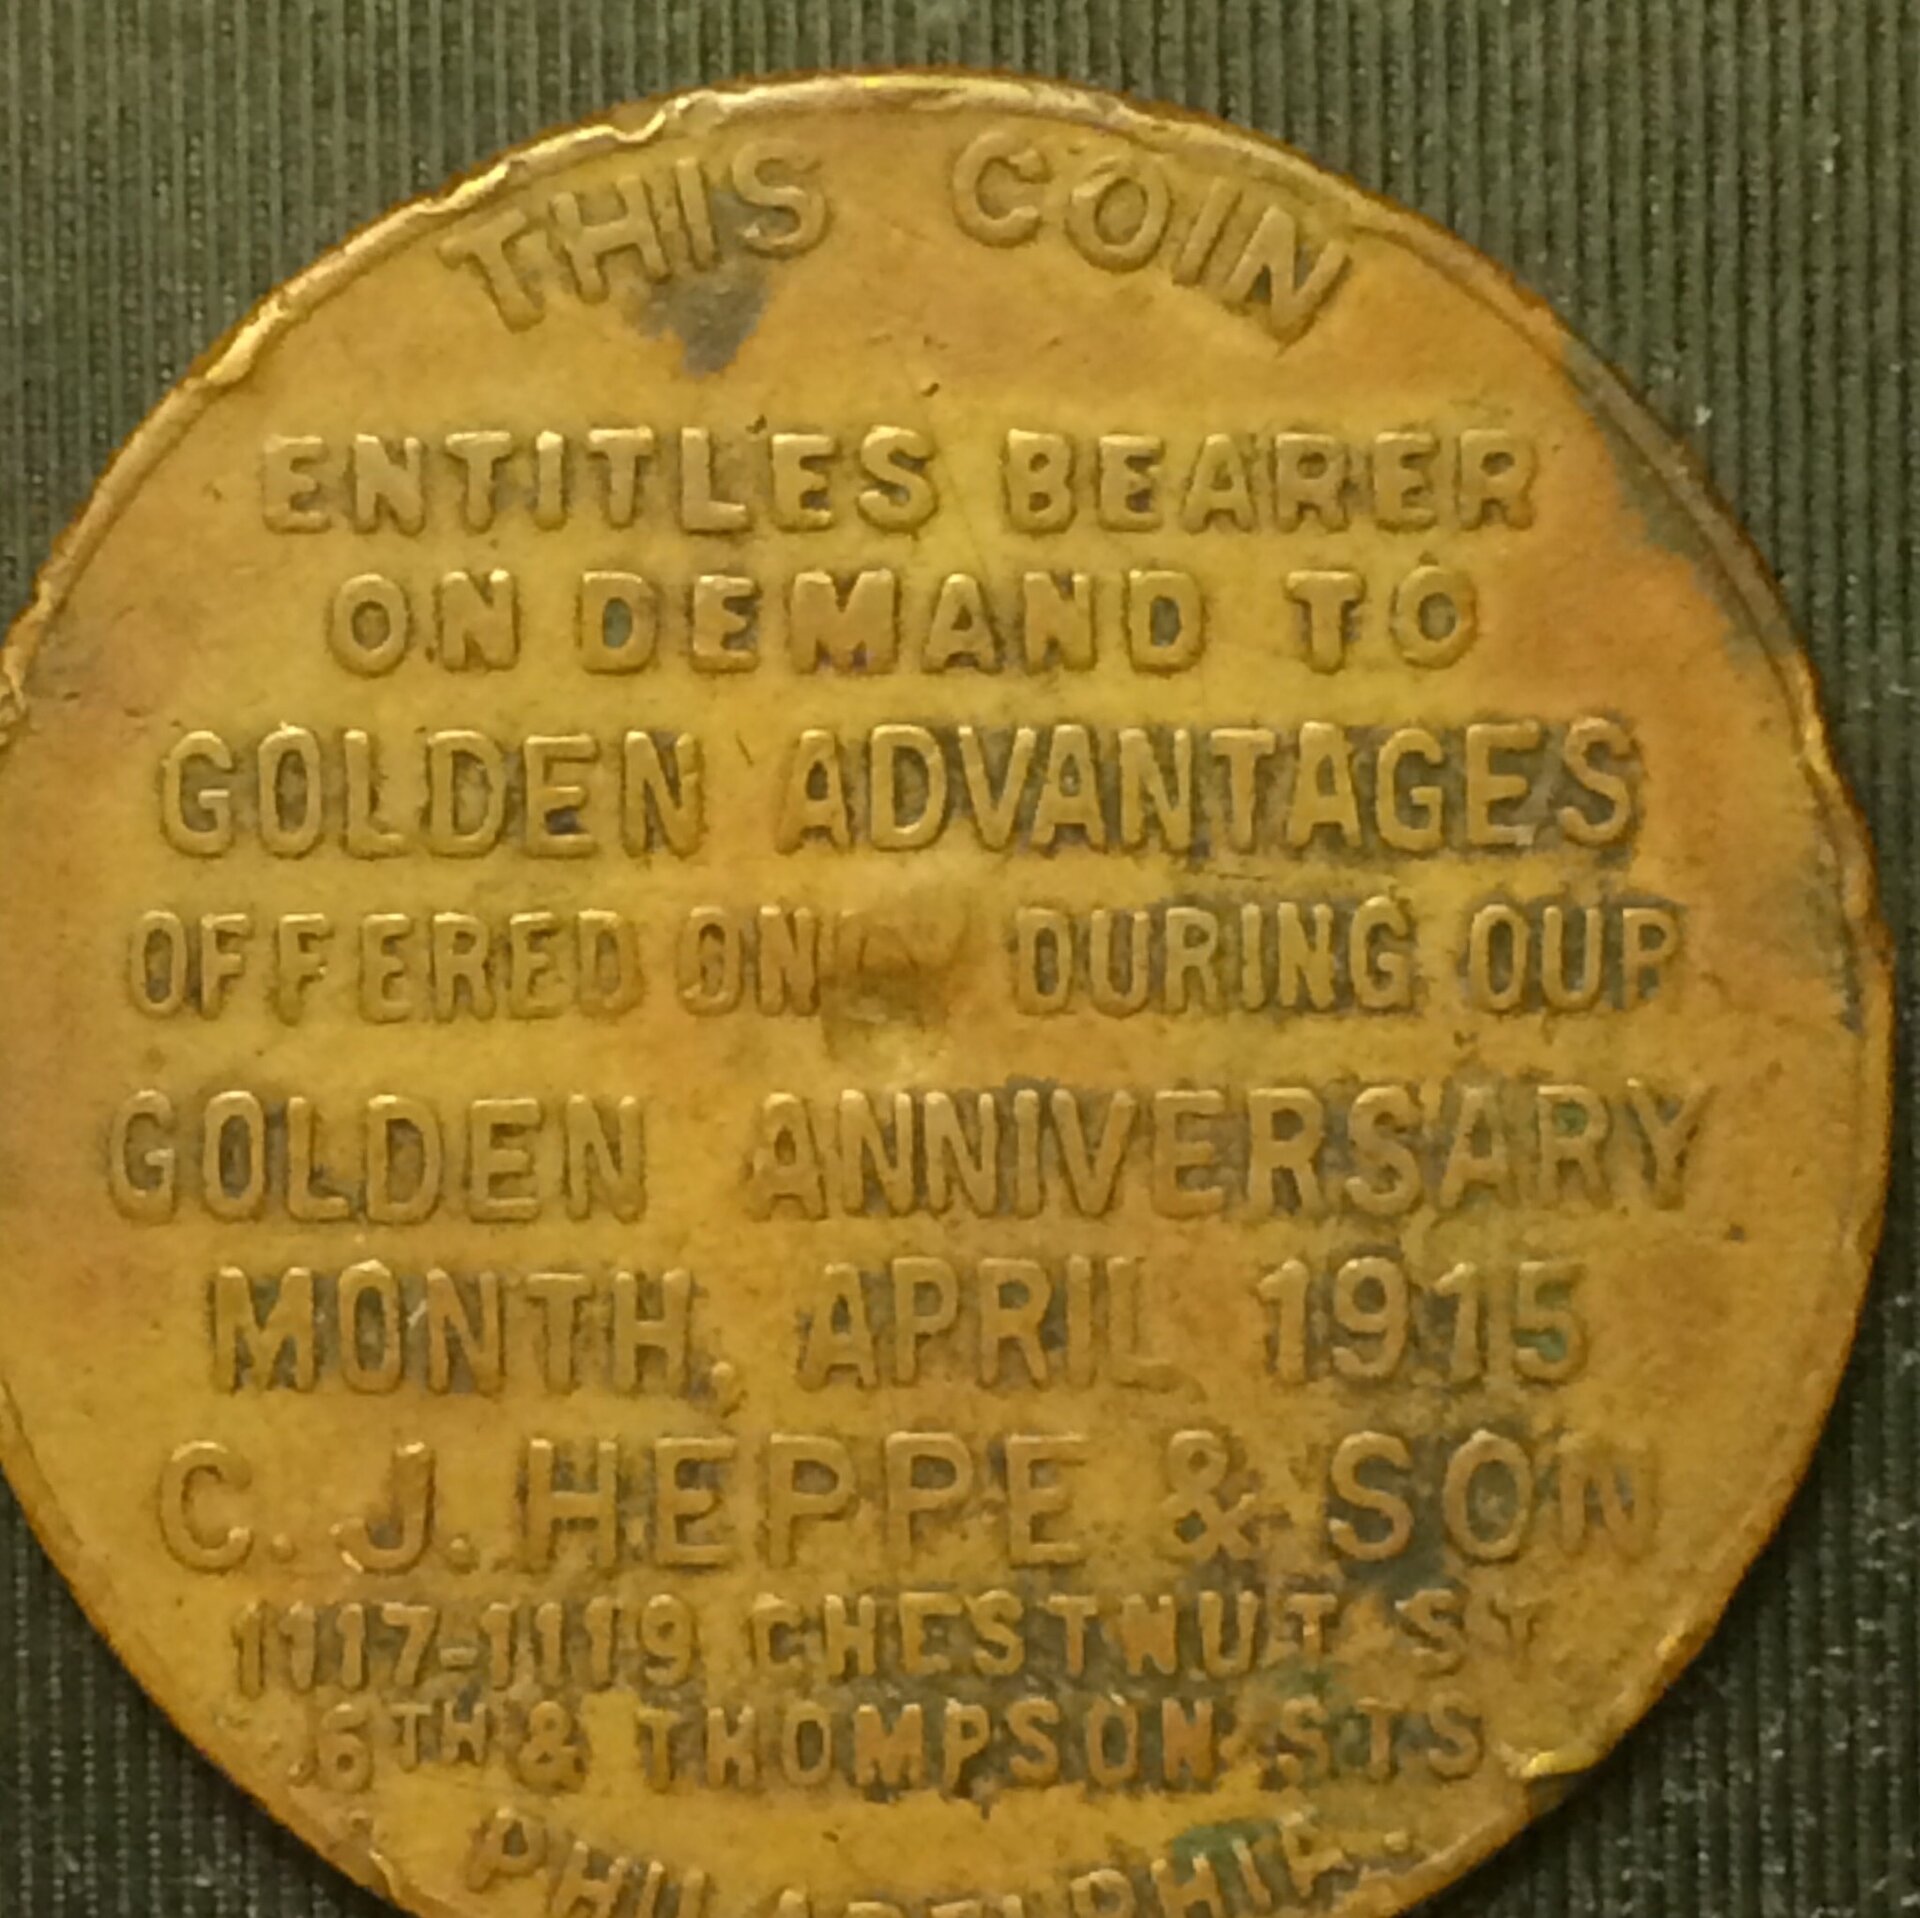 THIS COIN
ENTITLES BEARER
ON DEMAND TO
GOLDEN ADVANTAGES
OFFERED ON DURING OUR
GOLDEN ANNIVERSARY
MONTH, APRIL 1915
C. J. HEPPE & SON
1117-1119 CHESTNUT ST
6TH & THOMPSON STS
PHILADELPHIA.